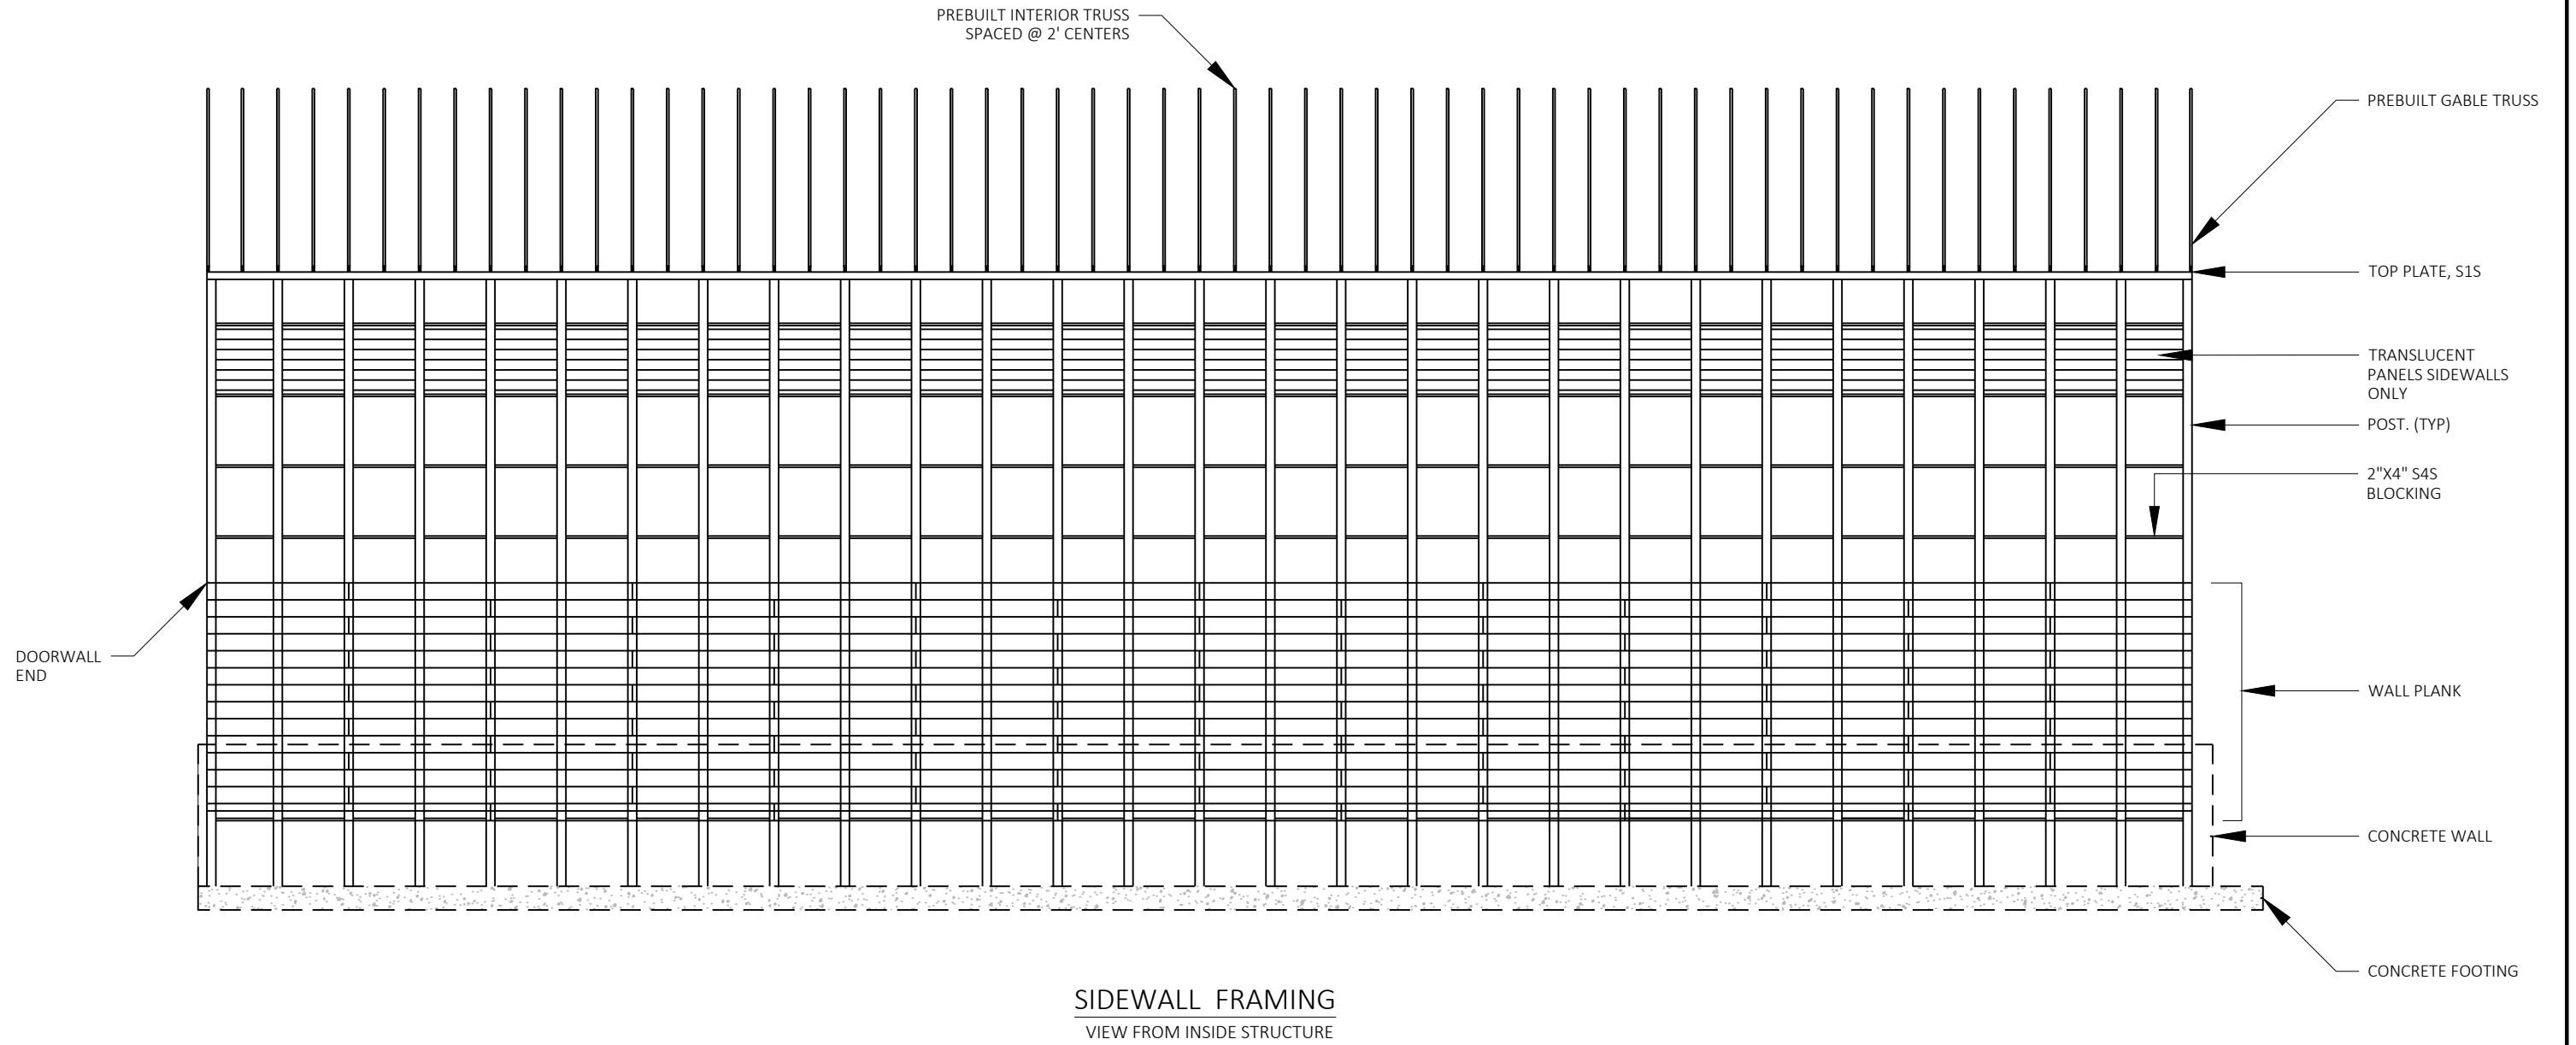 PREBUILT INTERIOR TRUSS
SPACED @ 2' CENTERS
PREBUILT GABLE TRUSS
TOP PLATE, S1S
TRANSLUCENT
PANELS SIDEWALLS
ONLY
POST. (TYP)
2"X4" S4S
BLOCKING
DOORWALL
END
WALL PLANK
CONCRETE WALL
CONCRETE FOOTING
SIDEWALL FRAMING
VIEW FROM INSIDE STRUCTURE